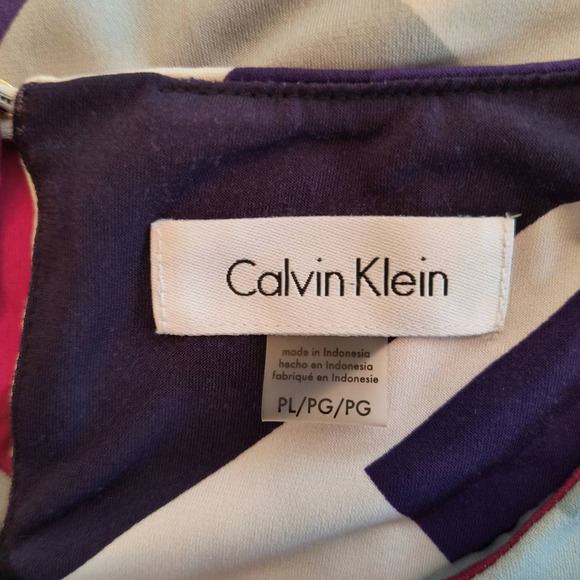 Calvin Klein
made in Indonesia
hecho en Indonesia
fabriqué en Indonesie
PL/PG/PG